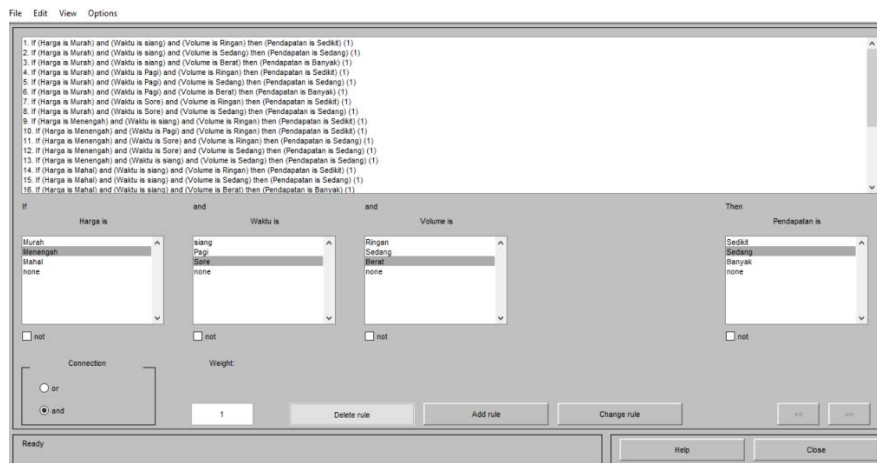 File Edit View Options
1. If (Harga is Murah) and (Waktu is siang) and (Volume is Ringan) then (Pendapatan is Sedikit) (1)
2. If (Harga is Murah) and (Waktu is siang) and (Volume is Sedang) then (Pendapatan is Sedang) (1)
3. If (Harga is Murah) and (Waktu is siang) and (Volume is Berat) then (Pendapatan is Banyak) (1)
4. If (Harga is Murah) and (Waktu is Pagi) and (Volume is Ringan) then (Pendapatan is Sedikit) (1)
5. If (Harga is Murah) and (Waktu is Pagi) and (Volume is Sedang) then (Pendapatan is Sedang) (1)
6. If (Harga is Murah) and (Waktu is Pagi) and (Volume is Berat) then (Pendapatan is Banyak) (1)
7. If (Harga is Murah) and (Waktu is Sore) and (Volume is Ringan) then (Pendapatan is Sedikit) (1)
8. If (Harga is Murah) and (Waktu is Sore) and (Volume is Sedang) then (Pendapatan is Sedang) (1)
9. If (Harga is Menengah) and (Waktu is siang) and (Volume is Ringan) then (Pendapatan is Sedikit) (1)
10. If (Harga is Menengah) and (Waktu is Pagi) and (Volume is Ringan) then (Pendapatan is Sedikit) (1)
11. If (Harga is Menengah) and (Waktu is Sore) and (Volume is Ringan) then (Pendapatan is Sedang) (1)
12. If (Harga is Menengah) and (Waktu is Sore) and (Volume is Sedang) then (Pendapatan is Sedang) (1)
13. If (Harga is Menengah) and (Waktu is siang) and (Volume is Sedang) then (Pendapatan is Sedang) (1)
14. If (Harga is Mahal) and (Waktu is siang) and (Volume is Ringan) then (Pendapatan is Sedikit) (1)
15. If (Harga is Mahal) and (Waktu is siang) and (Volume is Sedang) then (Pendapatan is Sedang) (1)
16. If (Harga is Mahal) and (Waktu is siang) and (Volume is Berat) then (Pendapatan is Banyak) (1)
If and and Then
Harga is Waktu is Volume is Pendapatan is
Murah siang Ringan Sedikit
Menengah Pagi Sedang Sedang
Mahal Sore Berat Banyak
none none none none
not not not not
Connection Weight:
or
and 1 Delete rule Add rule Change rule << >>
Ready Help Close